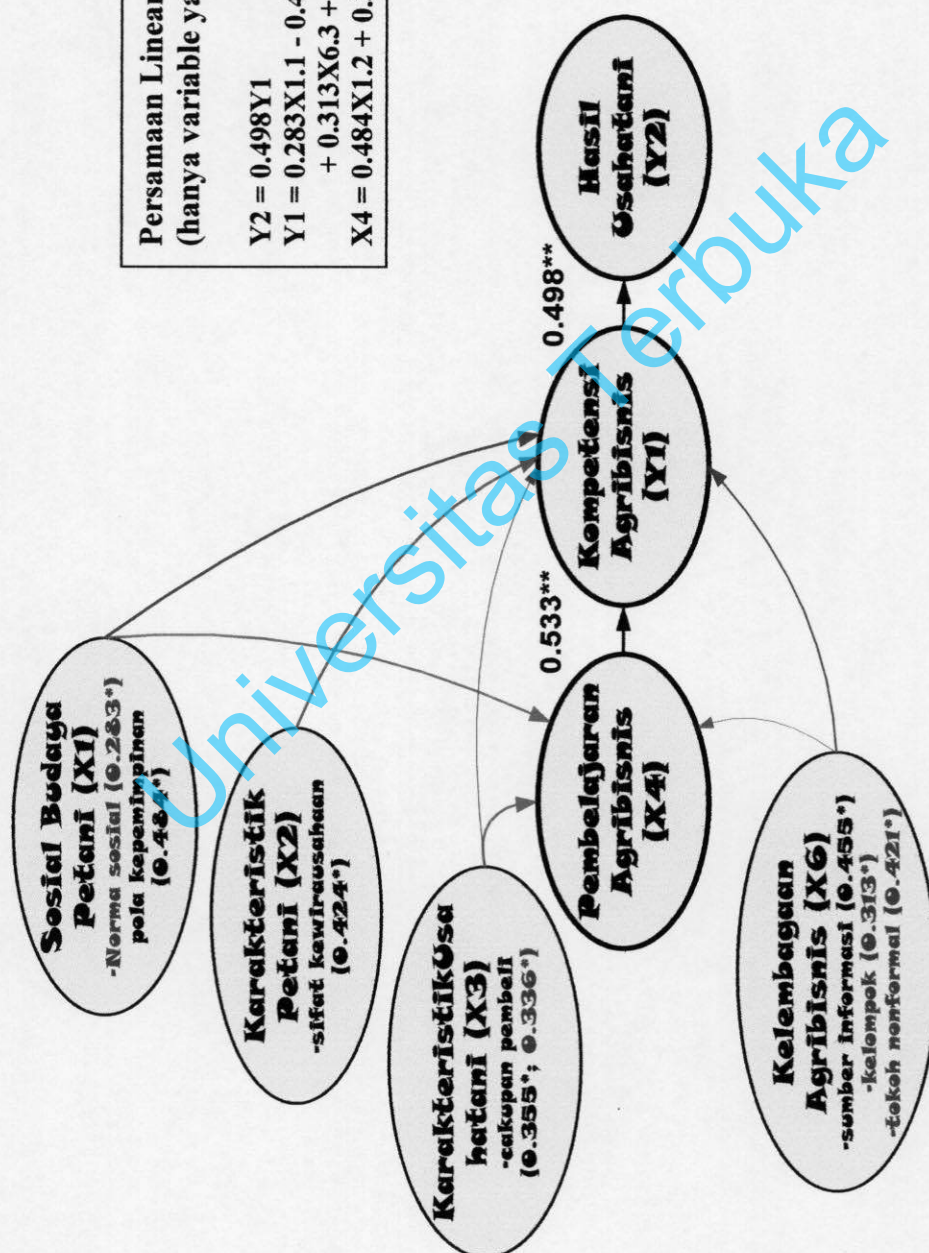 Persamaan Linear
(hanya variable ya
Y2 = 0.498Y1
Y1 = 0.283X1.1 - 0.4
+ 0.313X6.3 +
X4 = 0.484X1.2 + 0.
Sosial Budaya
Petani (X1)
-Norma sosial (0.283*)
pola kepemimpinan
(0.484*)
Karakteristik
Petani (X2)
-sifat kewirausahaan
(0.424*)
KarakteristikUsa
hatani (X3)
-cakupan pembeli
(0.355*; 0.336*)
Pembelajaran
Agribisnis
(X4)
0.533**
Kompetensi
Agribisnis
(Y1)
0.498**
Hasil
Usahatani
(Y2)
Kelembagaan
Agribisnis (X6)
-sumber informasi (0.455*)
-kelompok (0.313*)
-tokoh nonformal (0.421*)
Universitas Terbuka